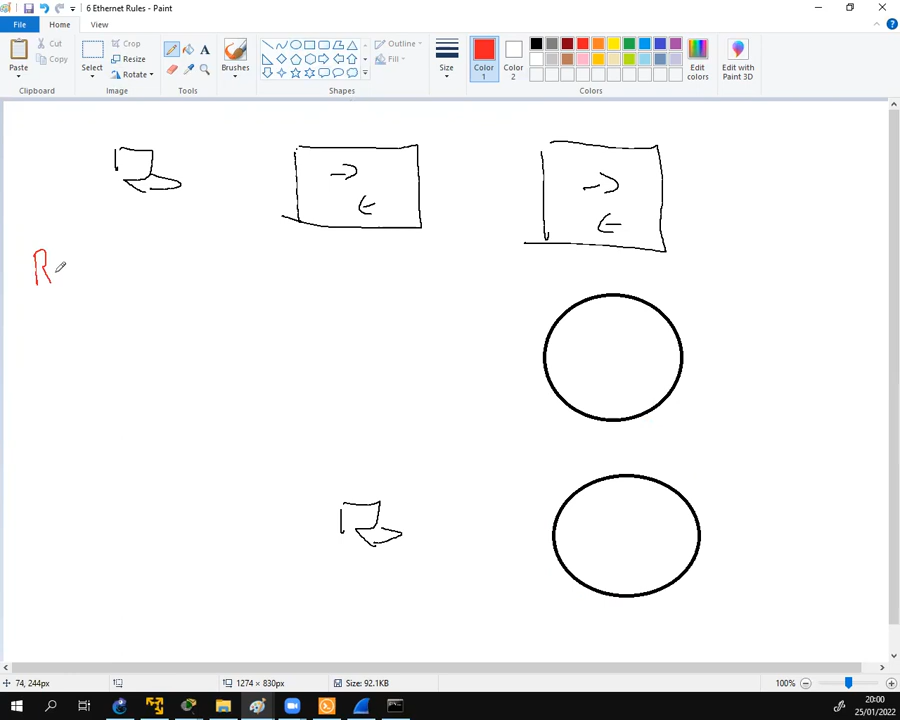 6 Ethernet Rules - Paint
File Home View
Cut
Copy
Paste
Clipboard
Crop
Resize
Rotate
Select
Image
Tools
Brushes
Shapes
Outline
Fill
Size
Color 1
Color 2
Edit colors
Colors
Edit with Paint 3D
R
74, 244px
1274 × 830px
Size: 92.1KB
100%
20:00
25/01/2022